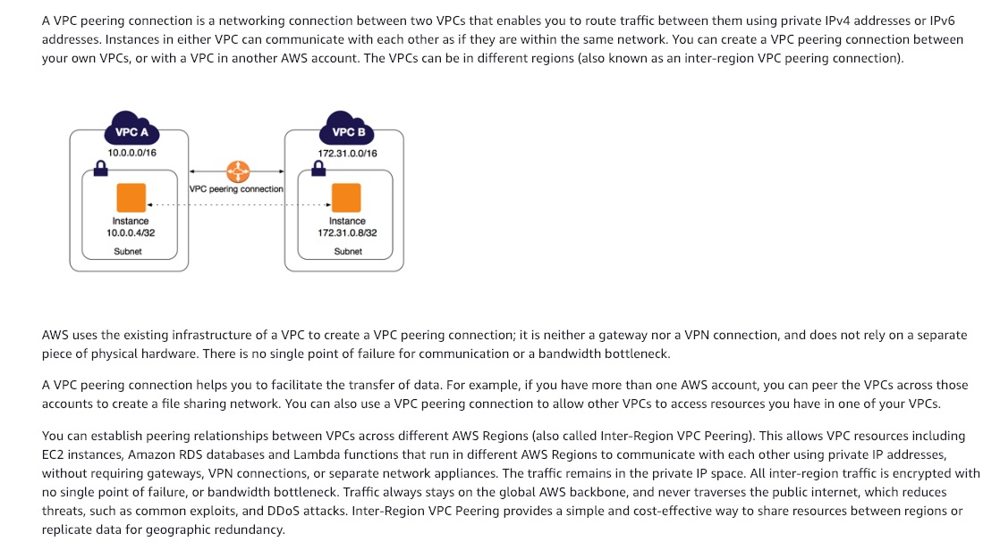 A VPC peering connection is a networking connection between two VPCs that enables you to route traffic between them using private IPv4 addresses or IPv6
addresses. Instances in either VPC can communicate with each other as if they are within the same network. You can create a VPC peering connection between
your own VPCs, or with a VPC in another AWS account. The VPCs can be in different regions (also known as an inter-region VPC peering connection).
VPC A
10.0.0.0/16
Instance
10.0.0.4/32
Subnet
VPC peering connection
VPC B
172.31.0.0/16
Instance
172.31.0.8/32
Subnet
AWS uses the existing infrastructure of a VPC to create a VPC peering connection; it is neither a gateway nor a VPN connection, and does not rely on a separate
piece of physical hardware. There is no single point of failure for communication or a bandwidth bottleneck.
A VPC peering connection helps you to facilitate the transfer of data. For example, if you have more than one AWS account, you can peer the VPCs across those
accounts to create a file sharing network. You can also use a VPC peering connection to allow other VPCs to access resources you have in one of your VPCs.
You can establish peering relationships between VPCs across different AWS Regions (also called Inter-Region VPC Peering). This allows VPC resources including
EC2 instances, Amazon RDS databases and Lambda functions that run in different AWS Regions to communicate with each other using private IP addresses,
without requiring gateways, VPN connections, or separate network appliances. The traffic remains in the private IP space. All inter-region traffic is encrypted with
no single point of failure, or bandwidth bottleneck. Traffic always stays on the global AWS backbone, and never traverses the public internet, which reduces
threats, such as common exploits, and DDoS attacks. Inter-Region VPC Peering provides a simple and cost-effective way to share resources between regions or
replicate data for geographic redundancy.